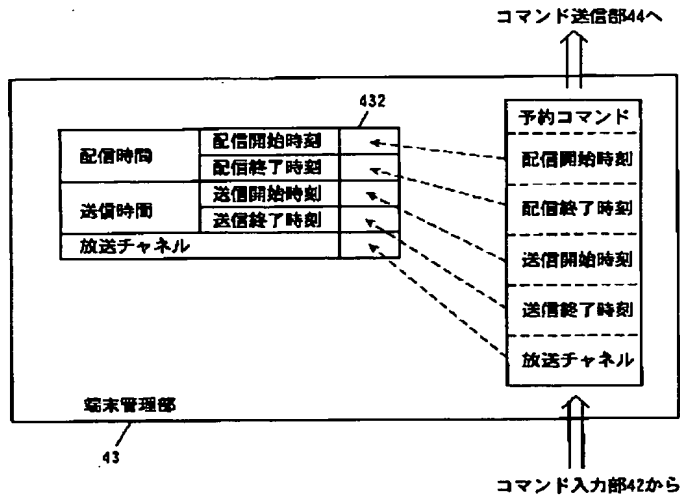 コマンド送信部44へ
432
配信時間
配信開始時刻
配信終了時刻
送信時間
送信開始時刻
送信終了時刻
放送チャネル
予約コマンド
配信開始時刻
配信終了時刻
送信開始時刻
送信終了時刻
放送チャネル
端末管理部
43
コマンド入力部42から